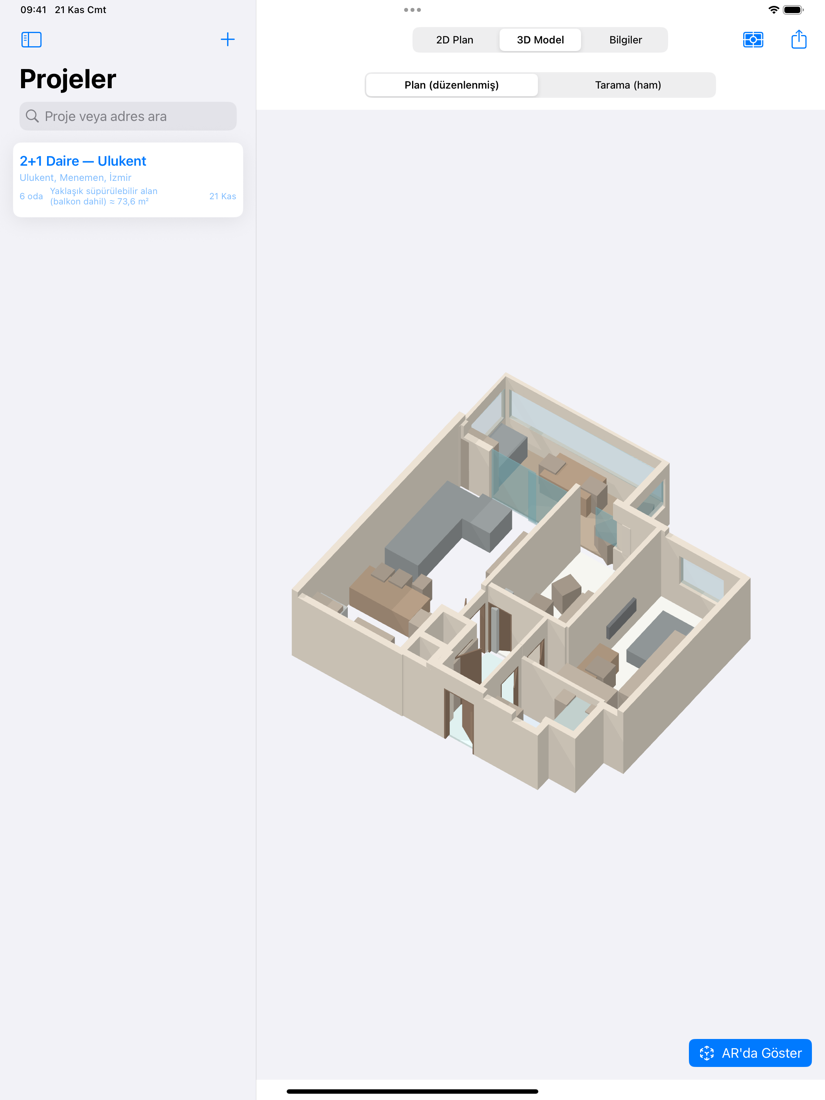 09:41 21 Kas Cmt
2D Plan
3D Model
Bilgiler
Projeler
Plan (düzenlenmiş)
Tarama (ham)
Proje veya adres ara
2+1 Daire — Ulukent
Ulukent, Menemen, İzmir
6 oda
Yaklaşık süpürülebilir alan
(balkon dahil) ≈ 73,6 m²
21 Kas
AR'da Göster